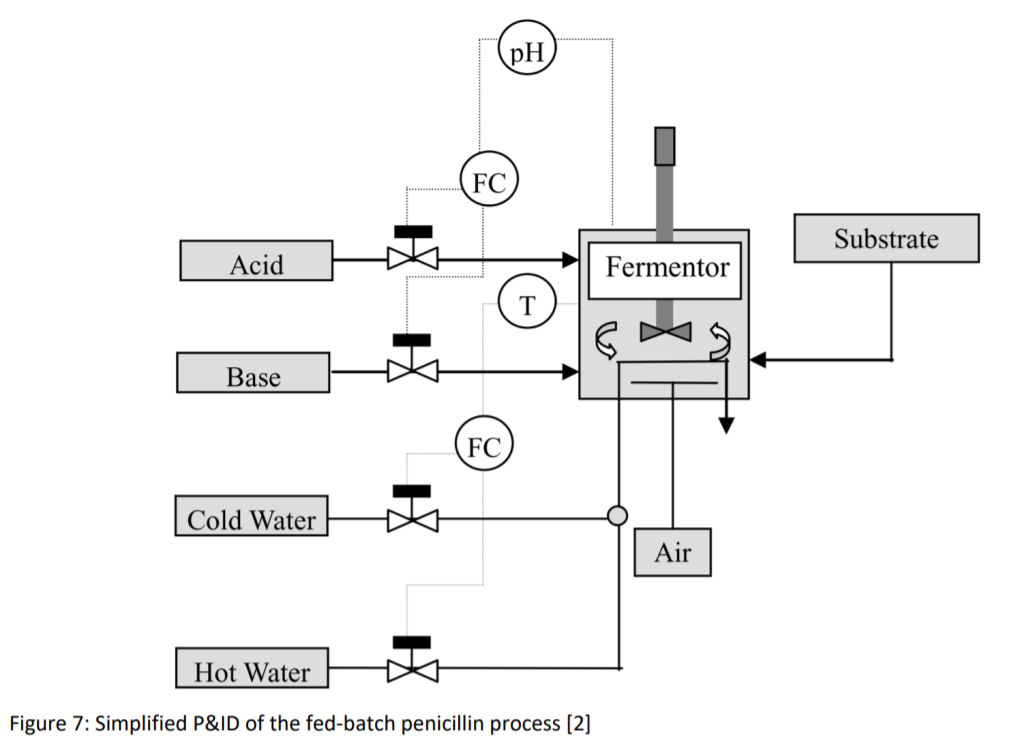 pH
FC
Acid
Fermentor
Substrate
T
Base
FC
Cold Water
Air
Hot Water
Figure 7: Simplified P&ID of the fed-batch penicillin process [2]